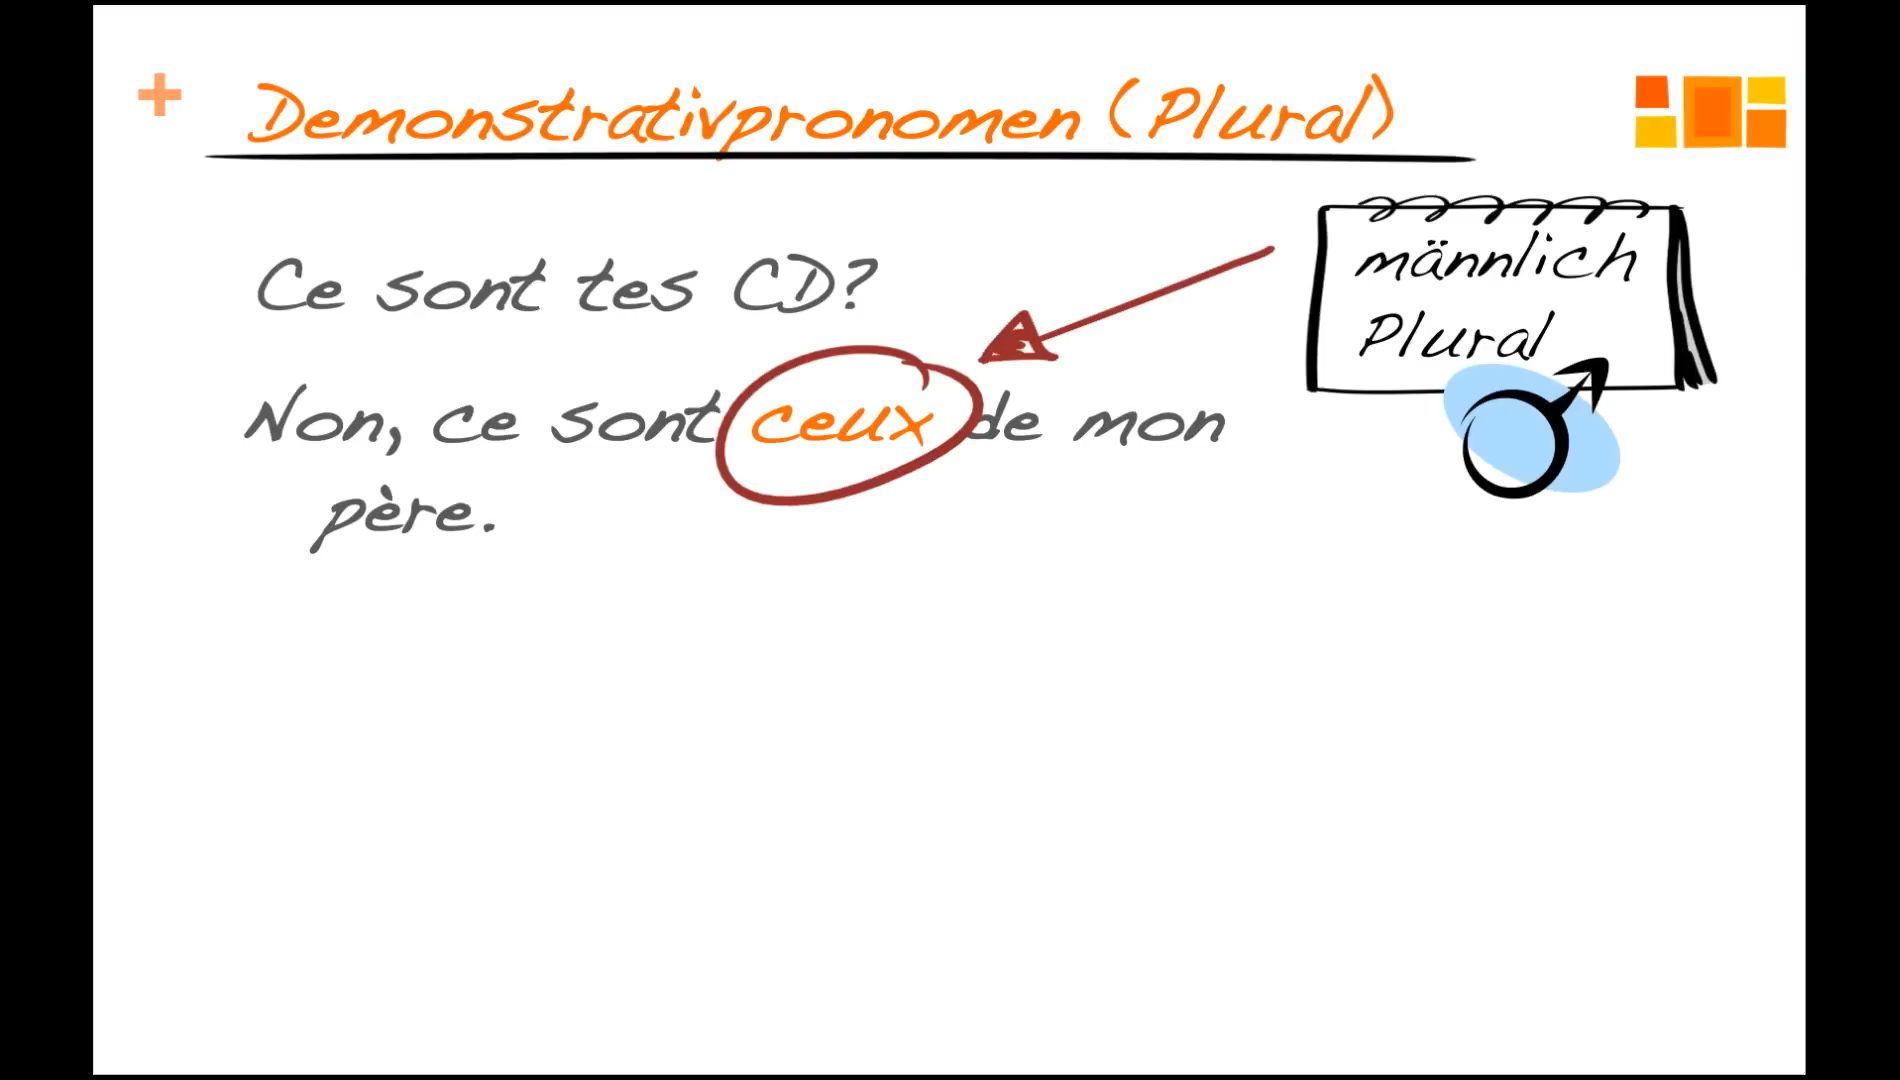 Demonstrativpronomen (Plural)
Ce sont tes CD?
Non, ce sont ceux de mon
père.
männlich
Plural